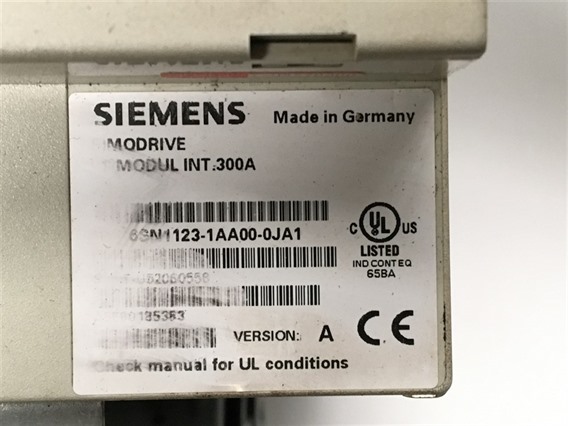 SIEMENS Made in Germany
IMODRIVE
MODUL INT.300A
6SN1123-1AA00-0JA1
C UL US
LISTED
IND CONT EQ
65BA
VERSION: A CE
Check manual for UL conditions